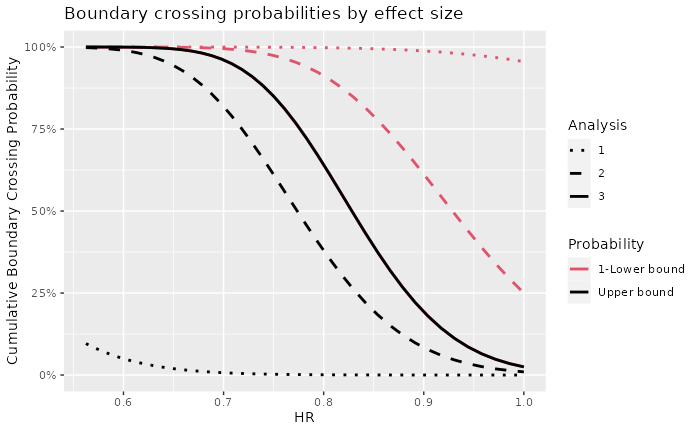 Boundary crossing probabilities by effect size
Cumulative Boundary Crossing Probability
100%
75%
50%
25%
0%
0.6
0.7
0.8
0.9
1.0
HR
Analysis
1
2
3
Probability
1-Lower bound
Upper bound